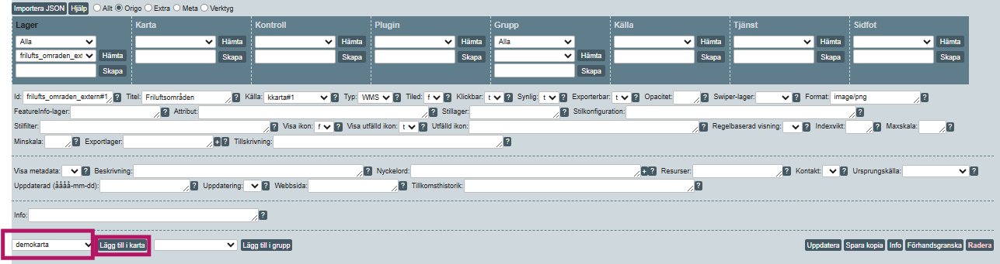 Importera JSON Hjälp Allt Origo Extra Meta Verktyg
Lager Karta Kontroll Plugin Grupp Källa Tjänst Sidfot
Alla Hämta Hämta Hämta Alla Hämta Hämta Hämta
frilufts_omraden_ext Hämta Skapa Skapa Skapa Hämta Skapa Skapa Skapa
Skapa Skapa
Id: frilufts_omraden_extern#1 ? Titel: Friluftsområden ? Källa: kkarta#1 ? Typ: WMS ? Tiled: f ? Klickbar: t ? Synlig: t ? Exporterbar: t ? Opacitet: ? Swiper-lager: ? Format: image/png ?
FeatureInfo-lager: ? Attribut: ? Stillager: ? Stilkonfiguration: ?
Stilfilter: ? Visa ikon: f ? Visa utfälld ikon: t ? Utfälld ikon: ? Regelbaserad visning: ? Indexvikt: ? Maxskala: ?
Minskala: ? Exportlager: + ? Tillskrivning: ?
Visa metadata: ? Beskrivning: ? Nyckelord: + ? Resurser: ? Kontakt: ? Ursprungskälla: ?
Uppdaterad (åååå-mm-dd): ? Uppdatering: ? Webbsida: ? Tillkomsthistorik: ?
Info: ?
demokarta Lägg till i karta Lägg till i grupp Uppdatera Spara kopia Info Förhandsgranska Radera